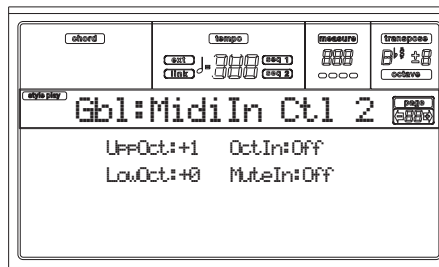 chord tempo measure transpose
ext seq 1
link seq 2
octave
style play
Gbl:MidiIn Ctl 2 page
UppOct:+1 OctIn:Off
LowOct:+0 MuteIn:Off